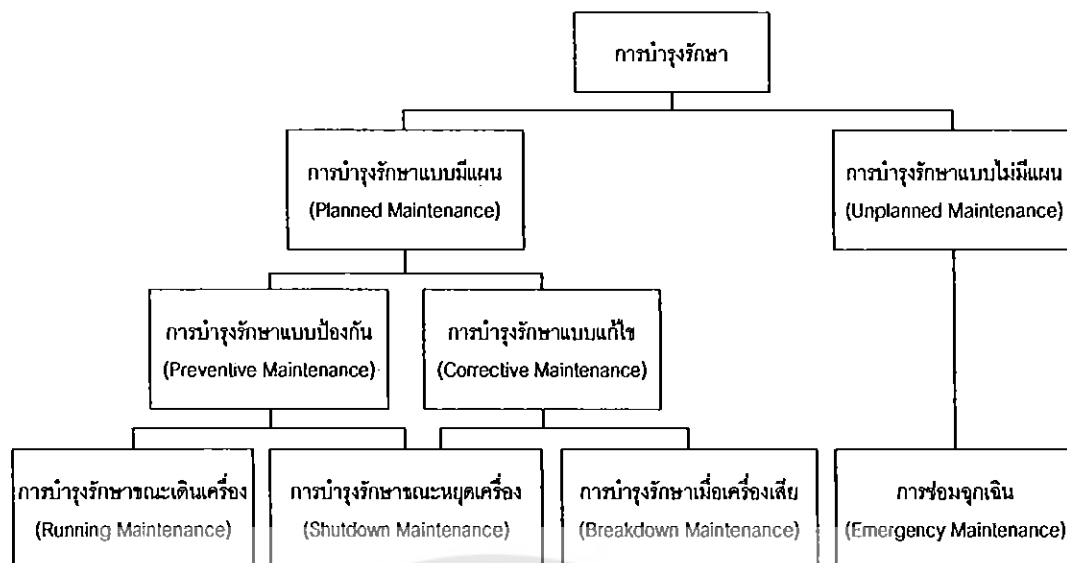 การบำรุงรักษา
การบำรุงรักษาแบบมีแผน
(Planned Maintenance)
การบำรุงรักษาแบบไม่มีแผน
(Unplanned Maintenance)
การบำรุงรักษาแบบป้องกัน
(Preventive Maintenance)
การบำรุงรักษาแบบแก้ไข
(Corrective Maintenance)
การบำรุงรักษาขณะเดินเครื่อง
(Running Maintenance)
การบำรุงรักษาขณะหยุดเครื่อง
(Shutdown Maintenance)
การบำรุงรักษาเมื่อเครื่องเสีย
(Breakdown Maintenance)
การซ่อมฉุกเฉิน
(Emergency Maintenance)